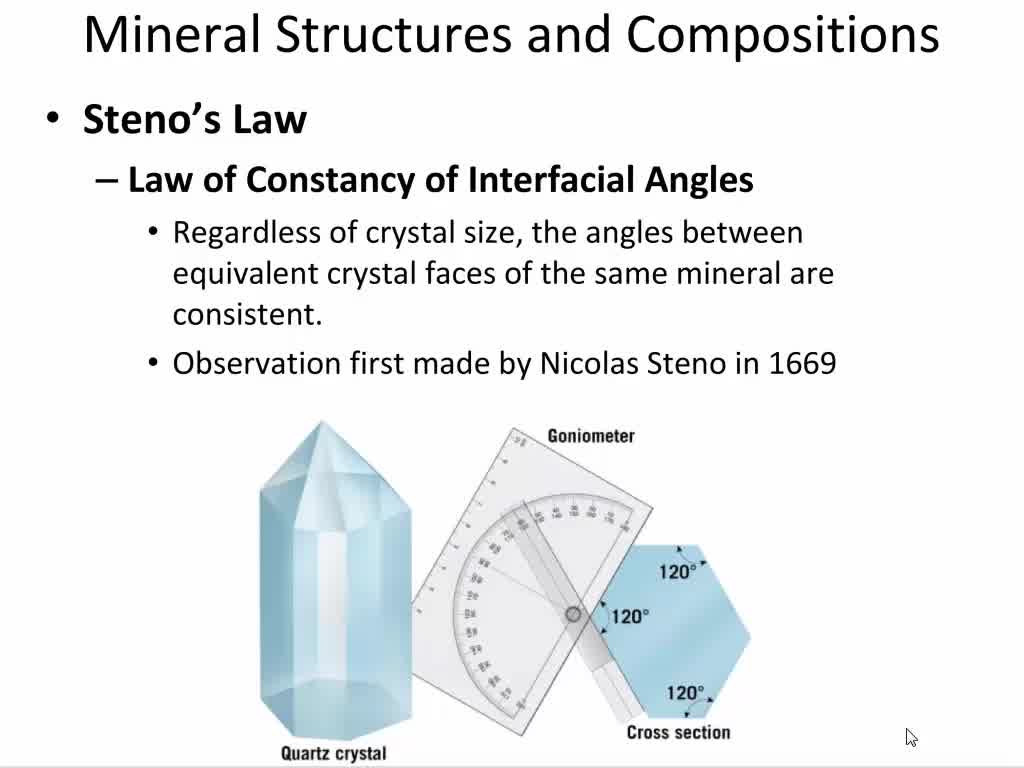 Mineral Structures and Compositions
• Steno’s Law
– Law of Constancy of Interfacial Angles
• Regardless of crystal size, the angles between
equivalent crystal faces of the same mineral are
consistent.
• Observation first made by Nicolas Steno in 1669
Goniometer
120°
120°
120°
Cross section
Quartz crystal